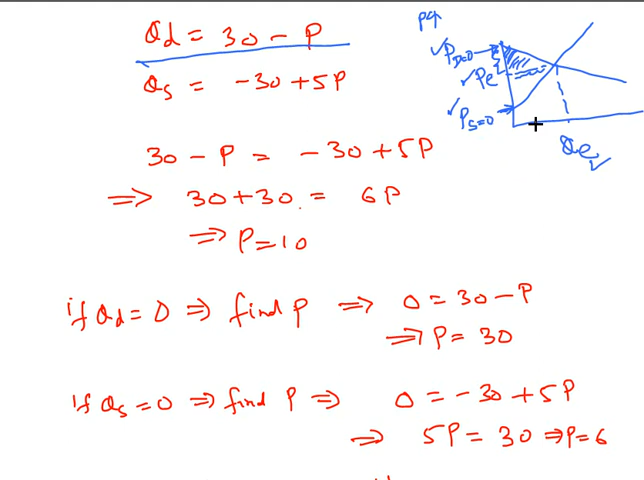 Qd = 30 - P
Qs = -30 + 5P
30 - P = -30 + 5P
⇒ 30 + 30 = 6P
⇒ P = 10
if Qd = 0 ⇒ find P ⇒ 0 = 30 - P
⇒ P = 30
if Qs = 0 ⇒ find P ⇒ 0 = -30 + 5P
⇒ 5P = 30 ⇒ P = 6
P
✓PD=0
✓Pe
✓PS=0
Qe✓